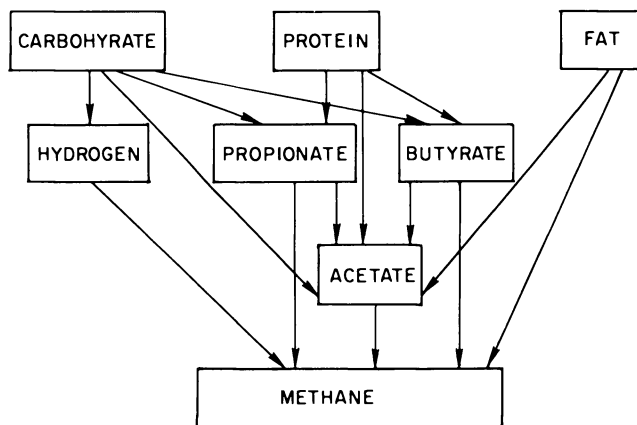 CARBOHYRATE
PROTEIN
FAT
HYDROGEN
PROPIONATE
BUTYRATE
ACETATE
METHANE